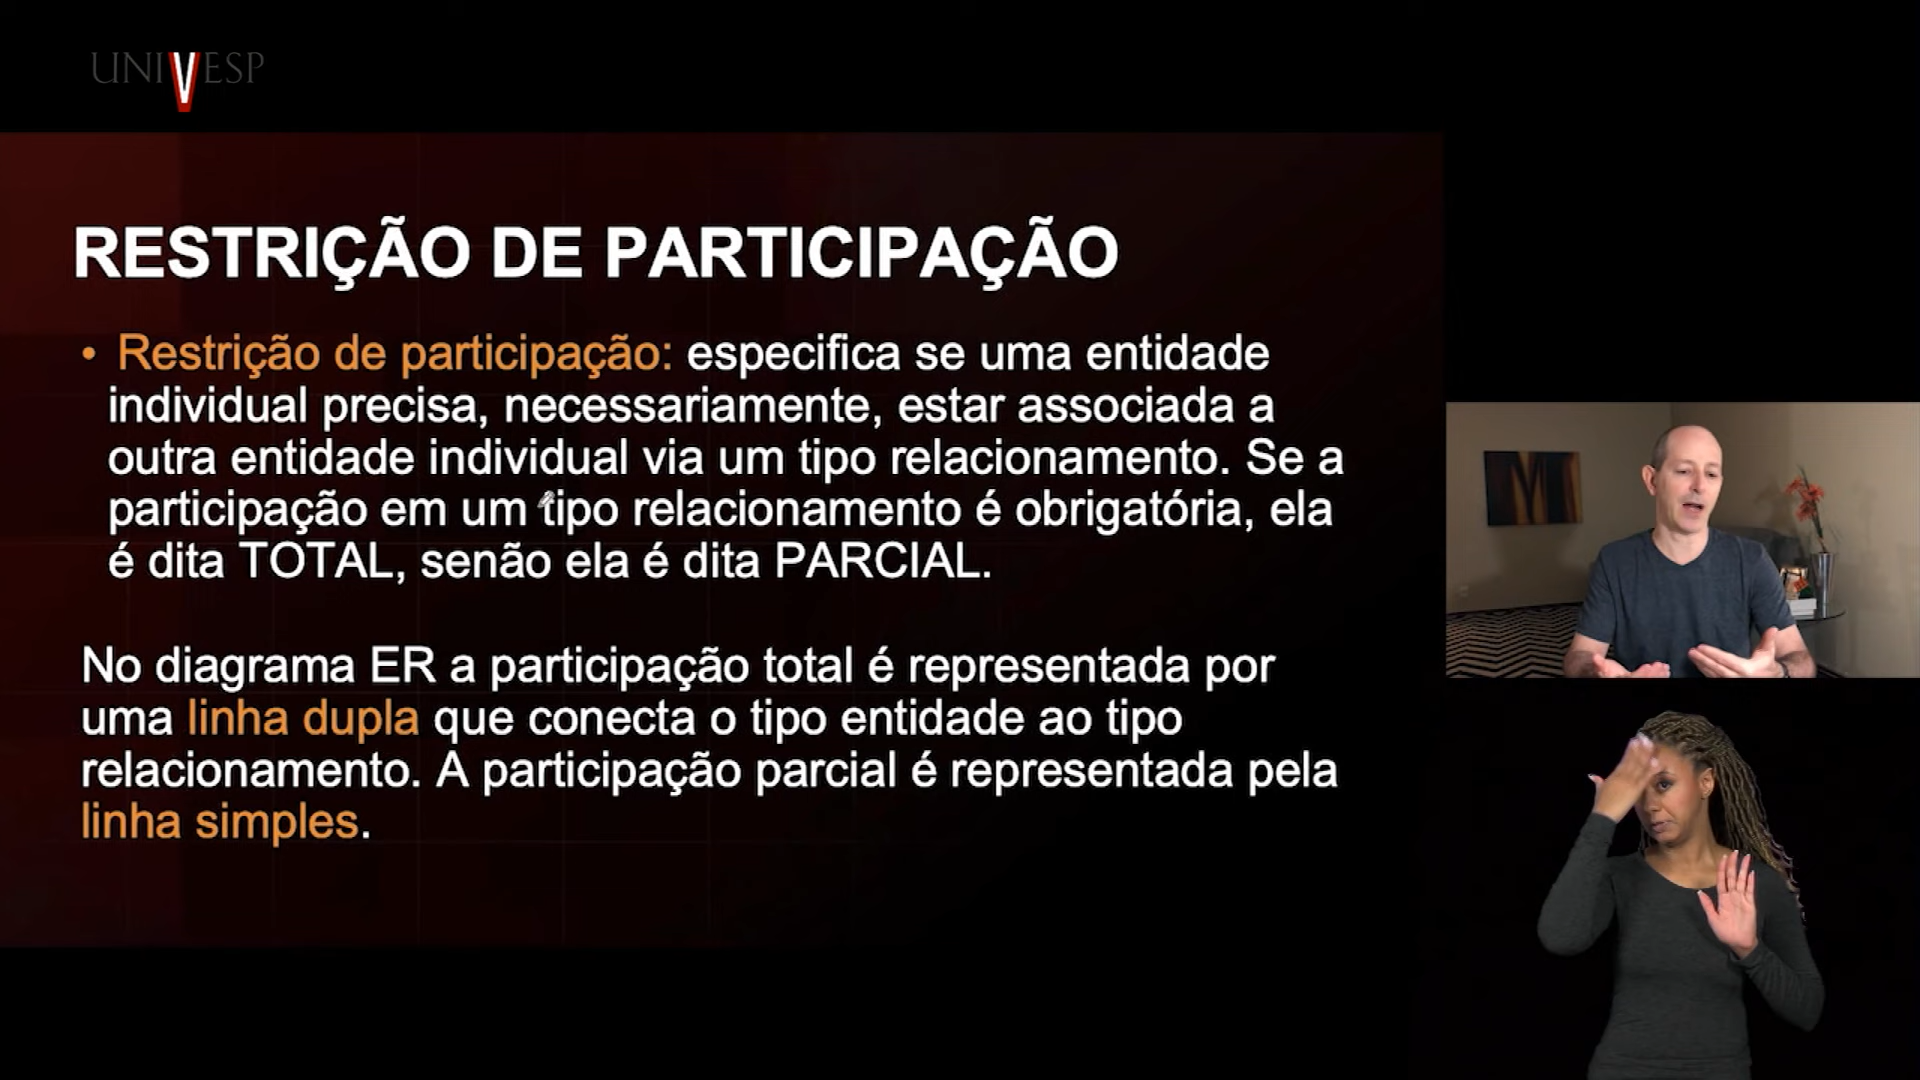 UNIVESP
RESTRIÇÃO DE PARTICIPAÇÃO
• Restrição de participação: especifica se uma entidade
individual precisa, necessariamente, estar associada a
outra entidade individual via um tipo relacionamento. Se a
participação em um tipo relacionamento é obrigatória, ela
é dita TOTAL, senão ela é dita PARCIAL.
No diagrama ER a participação total é representada por
uma linha dupla que conecta o tipo entidade ao tipo
relacionamento. A participação parcial é representada pela
linha simples.